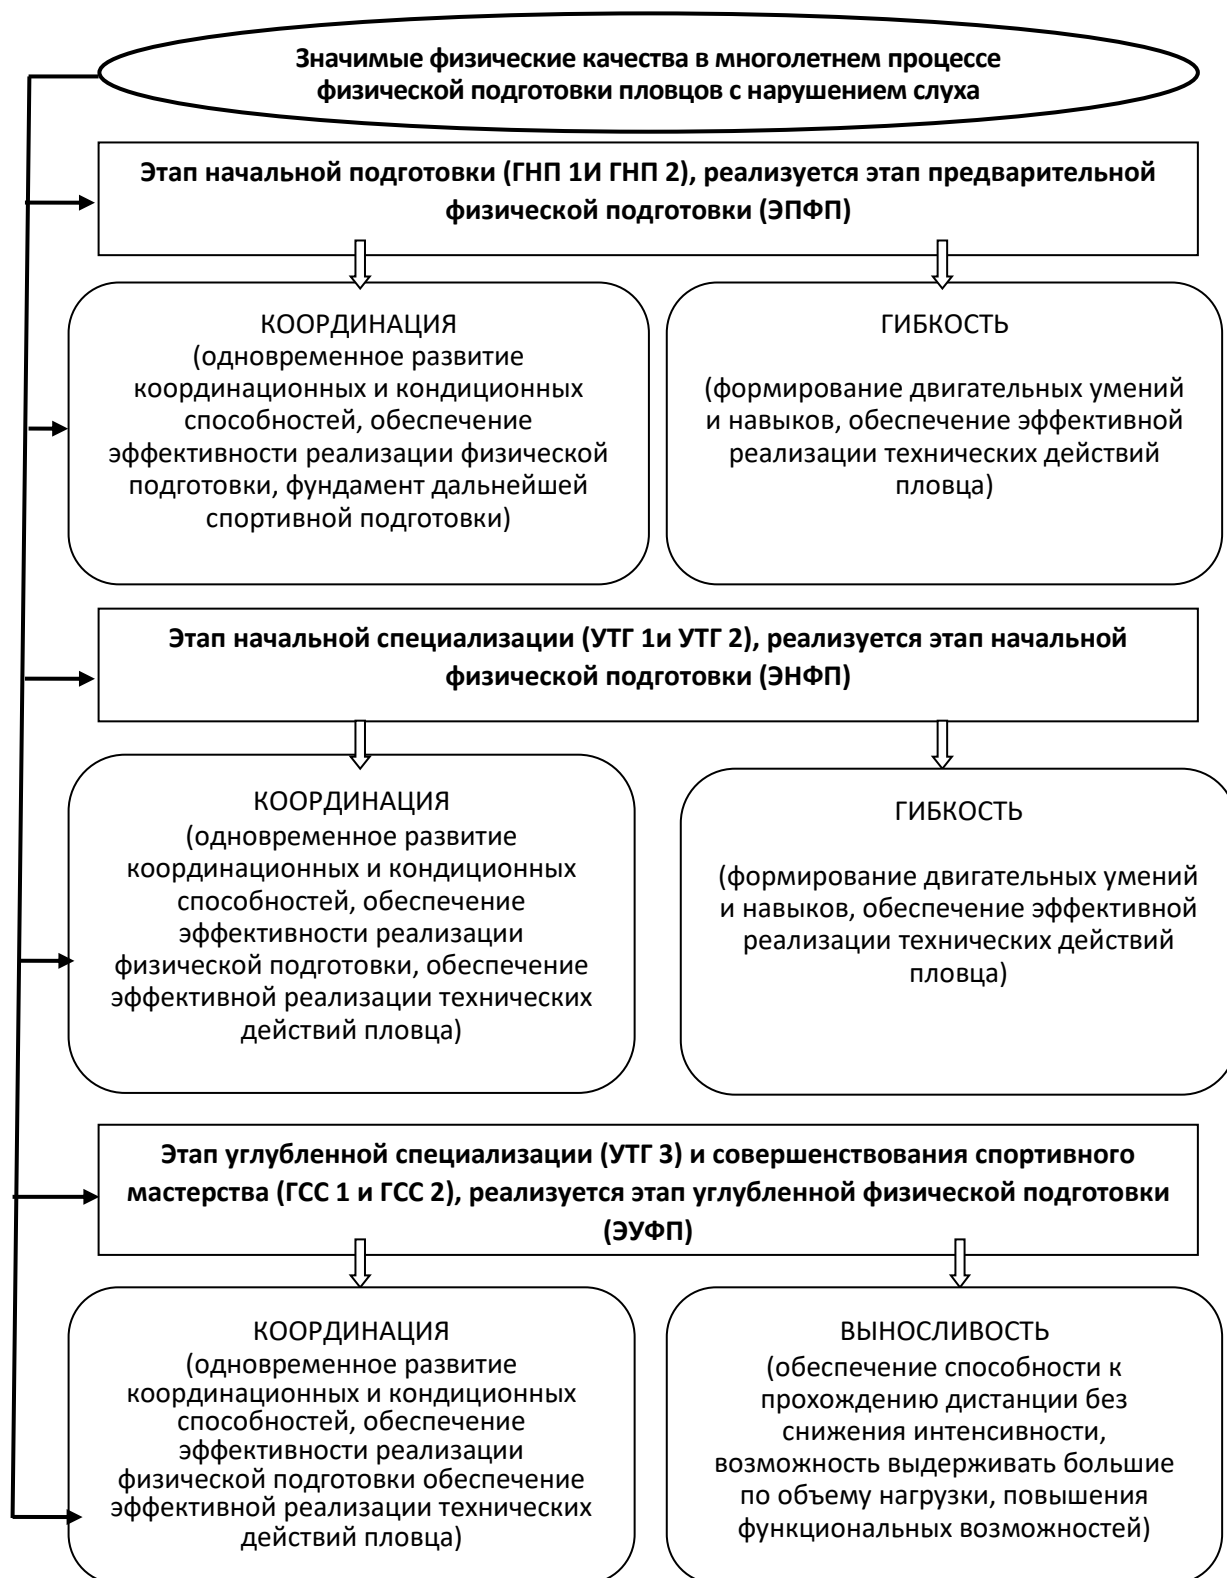 Значимые физические качества в многолетнем процессе
физической подготовки пловцов с нарушением слуха
Этап начальной подготовки (ГНП 1И ГНП 2), реализуется этап предварительной
физической подготовки (ЭПФП)
КООРДИНАЦИЯ
(одновременное развитие
координационных и кондиционных
способностей, обеспечение
эффективности реализации физической
подготовки, фундамент дальнейшей
спортивной подготовки)
ГИБКОСТЬ
(формирование двигательных умений
и навыков, обеспечение эффективной
реализации технических действий
пловца)
Этап начальной специализации (УТГ 1и УТГ 2), реализуется этап начальной
физической подготовки (ЭНФП)
КООРДИНАЦИЯ
(одновременное развитие
координационных и кондиционных
способностей, обеспечение
эффективности реализации
физической подготовки, обеспечение
эффективной реализации технических
действий пловца)
ГИБКОСТЬ
(формирование двигательных умений
и навыков, обеспечение эффективной
реализации технических действий
пловца)
Этап углубленной специализации (УТГ 3) и совершенствования спортивного
мастерства (ГСС 1 и ГСС 2), реализуется этап углубленной физической подготовки
(ЭУФП)
КООРДИНАЦИЯ
(одновременное развитие
координационных и кондиционных
способностей, обеспечение
эффективности реализации
физической подготовки обеспечение
эффективной реализации технических
действий пловца)
ВЫНОСЛИВОСТЬ
(обеспечение способности к
прохождению дистанции без
снижения интенсивности,
возможность выдерживать большие
по объему нагрузки, повышения
функциональных возможностей)